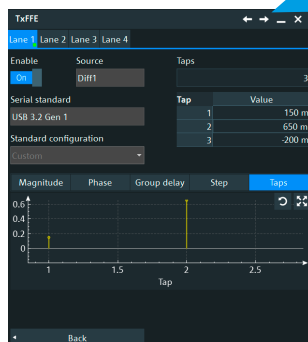 TxFFE
Lane 1 Lane 2 Lane 3 Lane 4
Enable Source Taps
On Diff1 3
Serial standard Tap Value
USB 3.2 Gen 1 1 150 m
2 650 m
Standard configuration 3 -200 m
Custom
Magnitude Phase Group delay Step Taps
0.6
0.4
0.2
0
1 1.5 2 2.5
Tap
Back